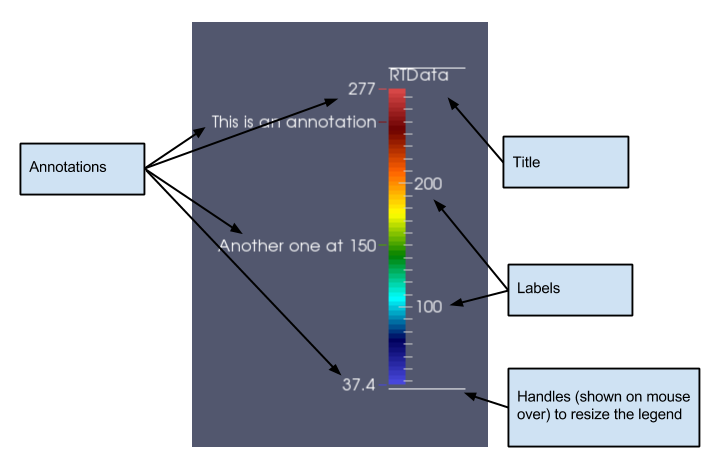 RTData
277
This is an annotation
Annotations
Title
200
Another one at 150
Labels
100
37.4
Handles (shown on mouse
over) to resize the legend